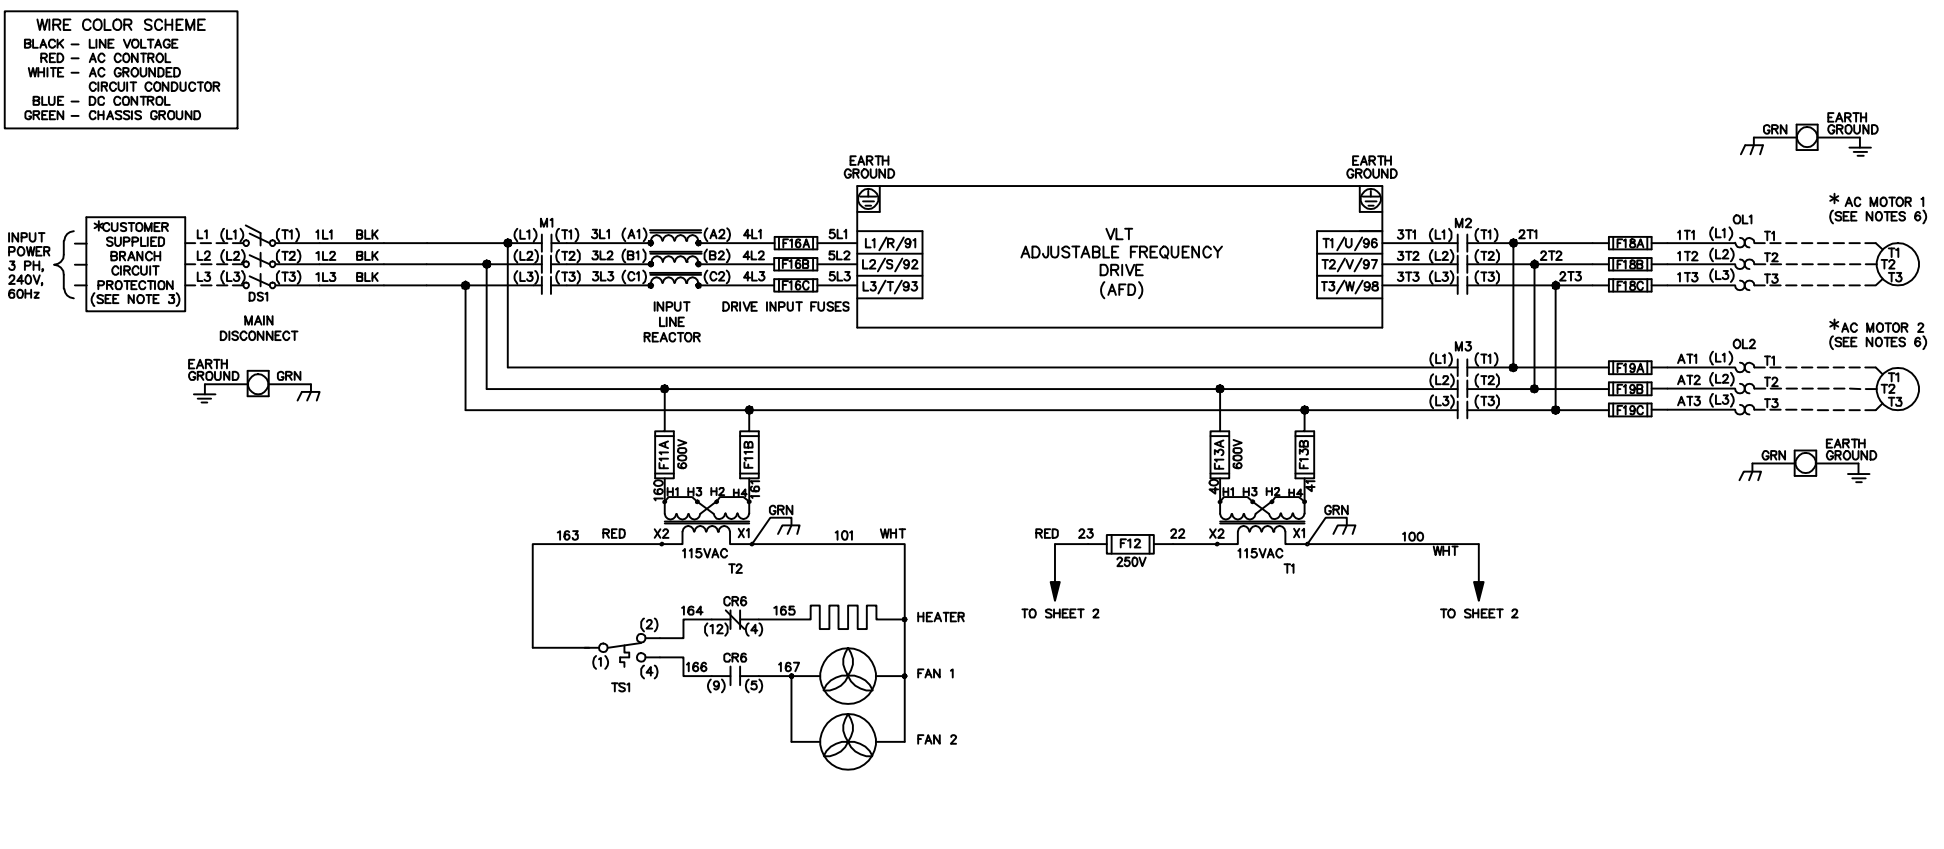 WIRE COLOR SCHEME
BLACK - LINE VOLTAGE
RED - AC CONTROL
WHITE - AC GROUNDED
CIRCUIT CONDUCTOR
BLUE - DC CONTROL
GREEN - CHASSIS GROUND
GRN
EARTH
GROUND
EARTH
GROUND
EARTH
GROUND
INPUT
POWER
3 PH,
240V,
60Hz
*CUSTOMER
SUPPLIED
BRANCH
CIRCUIT
PROTECTION
(SEE NOTE 3)
L1 (L1) (T1) 1L1 BLK
L2 (L2) (T2) 1L2 BLK
L3 (L3) (T3) 1L3 BLK
DS1
MAIN
DISCONNECT
EARTH
GROUND
GRN
M1
(L1) (T1) 3L1 (A1) (A2) 4L1 F16A 5L1 L1/R/91
(L2) (T2) 3L2 (B1) (B2) 4L2 F16B 5L2 L2/S/92
(L3) (T3) 3L3 (C1) (C2) 4L3 F16C 5L3 L3/T/93
INPUT
LINE
REACTOR
DRIVE INPUT FUSES
VLT
ADJUSTABLE FREQUENCY
DRIVE
(AFD)
M2
T1/U/96 3T1 (L1) (T1) 2T1 F18A 1T1 (L1) T1
T2/V/97 3T2 (L2) (T2) 2T2 F18B 1T2 (L2) T2
T3/W/98 3T3 (L3) (T3) 2T3 F18C 1T3 (L3) T3
OL1
* AC MOTOR 1
(SEE NOTES 6)
T1
T2
T3
M3
(L1) (T1) F19A AT1 (L1) T1
(L2) (T2) F19B AT2 (L2) T2
(L3) (T3) F19C AT3 (L3) T3
OL2
*AC MOTOR 2
(SEE NOTES 6)
T1
T2
T3
GRN
EARTH
GROUND
F11A
600V
F11B
160
161
H1 H3 H2 H4
GRN
163 RED X2 X1 101 WHT
115VAC
T2
F13A
600V
F13B
40
41
H1 H3 H2 H4
GRN
RED 23 F12 22 X2 X1 100 WHT
250V
115VAC
T1
TO SHEET 2
TO SHEET 2
164 CR6 165
(12) (4)
HEATER
(2)
(1)
(4)
TS1
166 CR6 167
(9) (5)
FAN 1
FAN 2